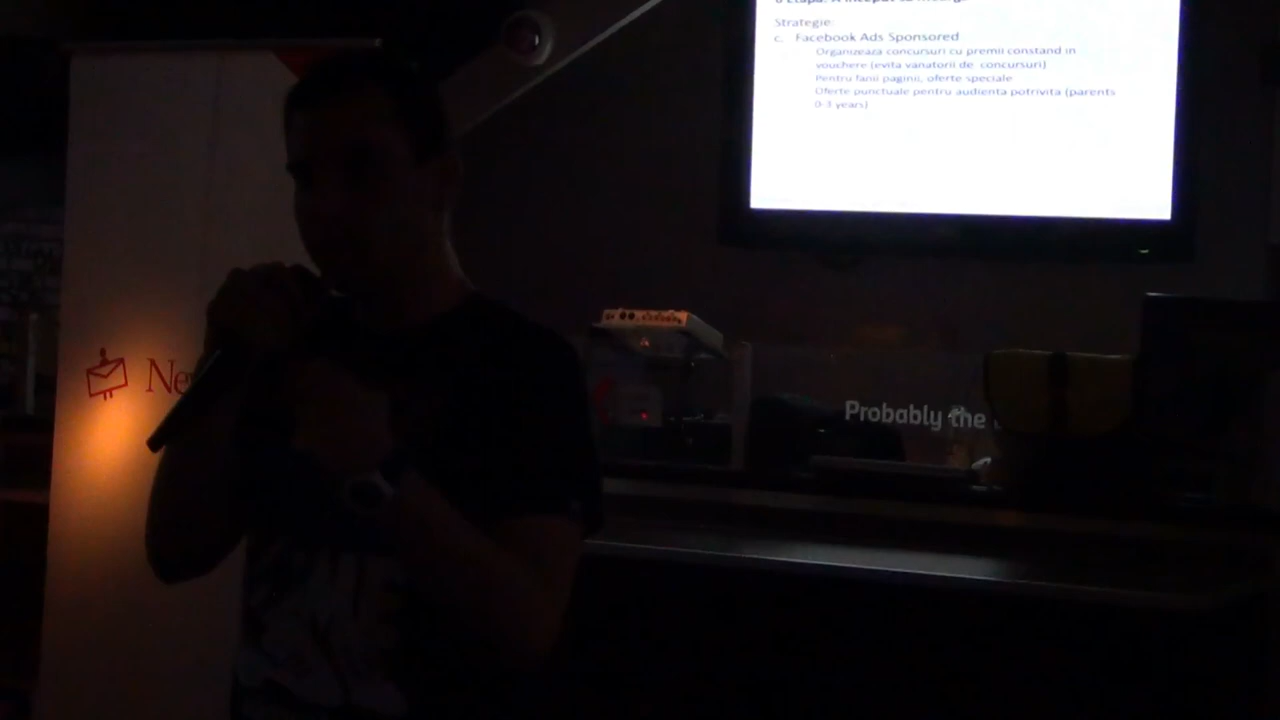 Strategie:
c. Facebook Ads Sponsored
Organizeaza concursuri cu premii constand in
vouchere (evita vanatorii de concursuri)
Pentru fanii paginii, oferte speciale
Oferte punctuale pentru audienta potrivita (parents
0-3 years)
Ne
Probably the